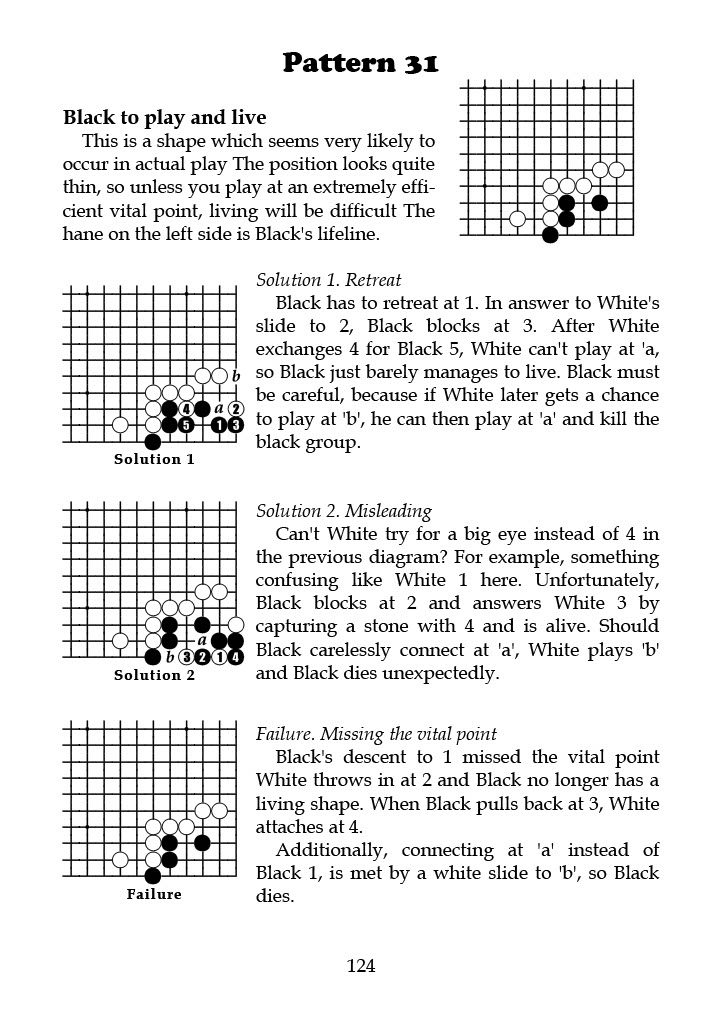 Pattern 31
Black to play and live
This is a shape which seems very likely to
occur in actual play The position looks quite
thin, so unless you play at an extremely effi-
cient vital point, living will be difficult The
hane on the left side is Black's lifeline.
Solution 1. Retreat
Black has to retreat at 1. In answer to White's
slide to 2, Black blocks at 3. After White
exchanges 4 for Black 5, White can't play at 'a,
so Black just barely manages to live. Black must
be careful, because if White later gets a chance
to play at 'b', he can then play at 'a' and kill the
black group.
b
4 a 2
5 1 3
Solution 1
Solution 2. Misleading
Can't White try for a big eye instead of 4 in
the previous diagram? For example, something
confusing like White 1 here. Unfortunately,
Black blocks at 2 and answers White 3 by
capturing a stone with 4 and is alive. Should
Black carelessly connect at 'a', White plays 'b'
and Black dies unexpectedly.
a
b 3 2 1 4
Solution 2
Failure. Missing the vital point
Black's descent to 1 missed the vital point
White throws in at 2 and Black no longer has a
living shape. When Black pulls back at 3, White
attaches at 4.
Additionally, connecting at 'a' instead of
Black 1, is met by a white slide to 'b', so Black
dies.
Failure
124